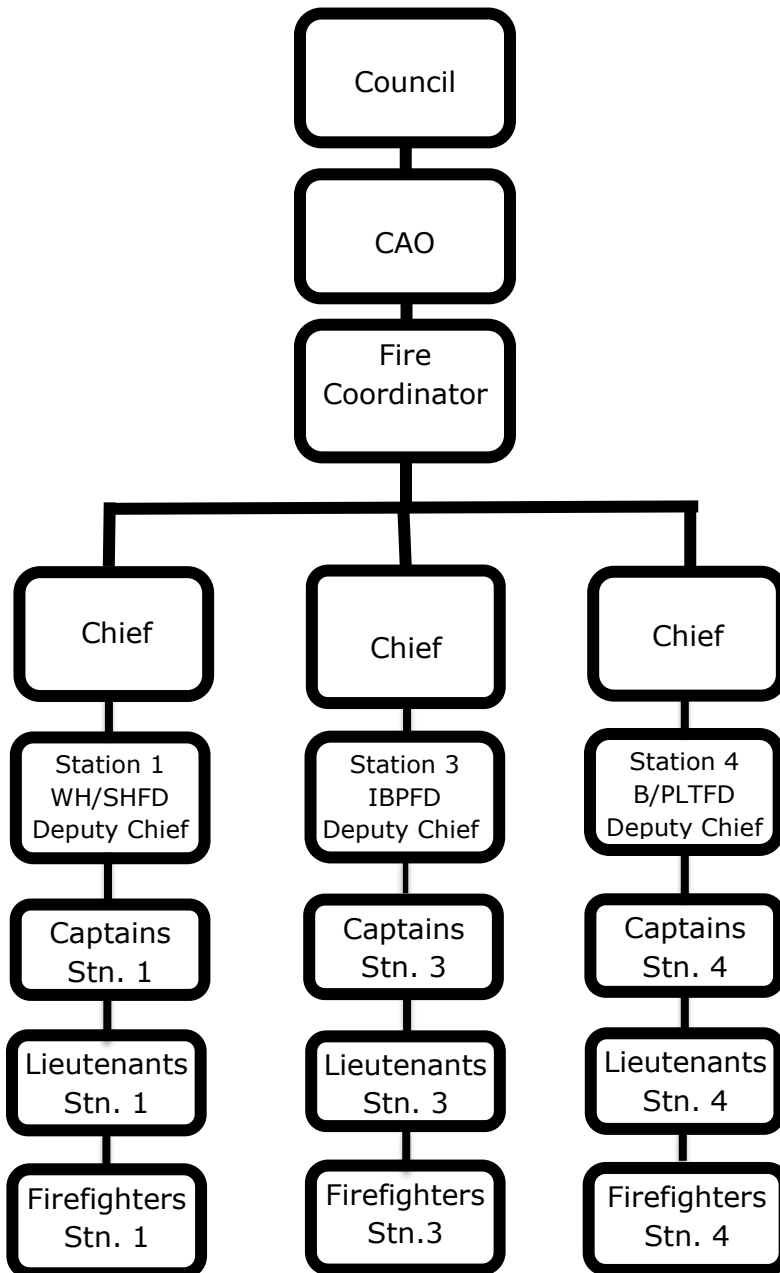 Council
CAO
Fire
Coordinator
Chief
Chief
Chief
Station 1
WH/SHFD
Deputy Chief
Station 3
IBPFD
Deputy Chief
Station 4
B/PLTFD
Deputy Chief
Captains
Stn. 1
Captains
Stn. 3
Captains
Stn. 4
Lieutenants
Stn. 1
Lieutenants
Stn. 3
Lieutenants
Stn. 4
Firefighters
Stn. 1
Firefighters
Stn.3
Firefighters
Stn. 4